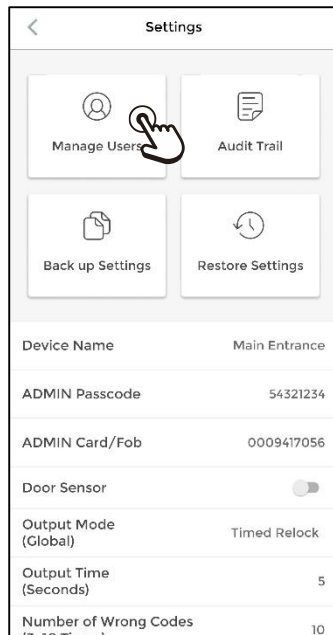 Settings
Manage Users
Audit Trail
Back up Settings
Restore Settings
Device Name Main Entrance
ADMIN Passcode 54321234
ADMIN Card/Fob 0009417056
Door Sensor
Output Mode
(Global) Timed Relock
Output Time
(Seconds) 5
Number of Wrong Codes
10